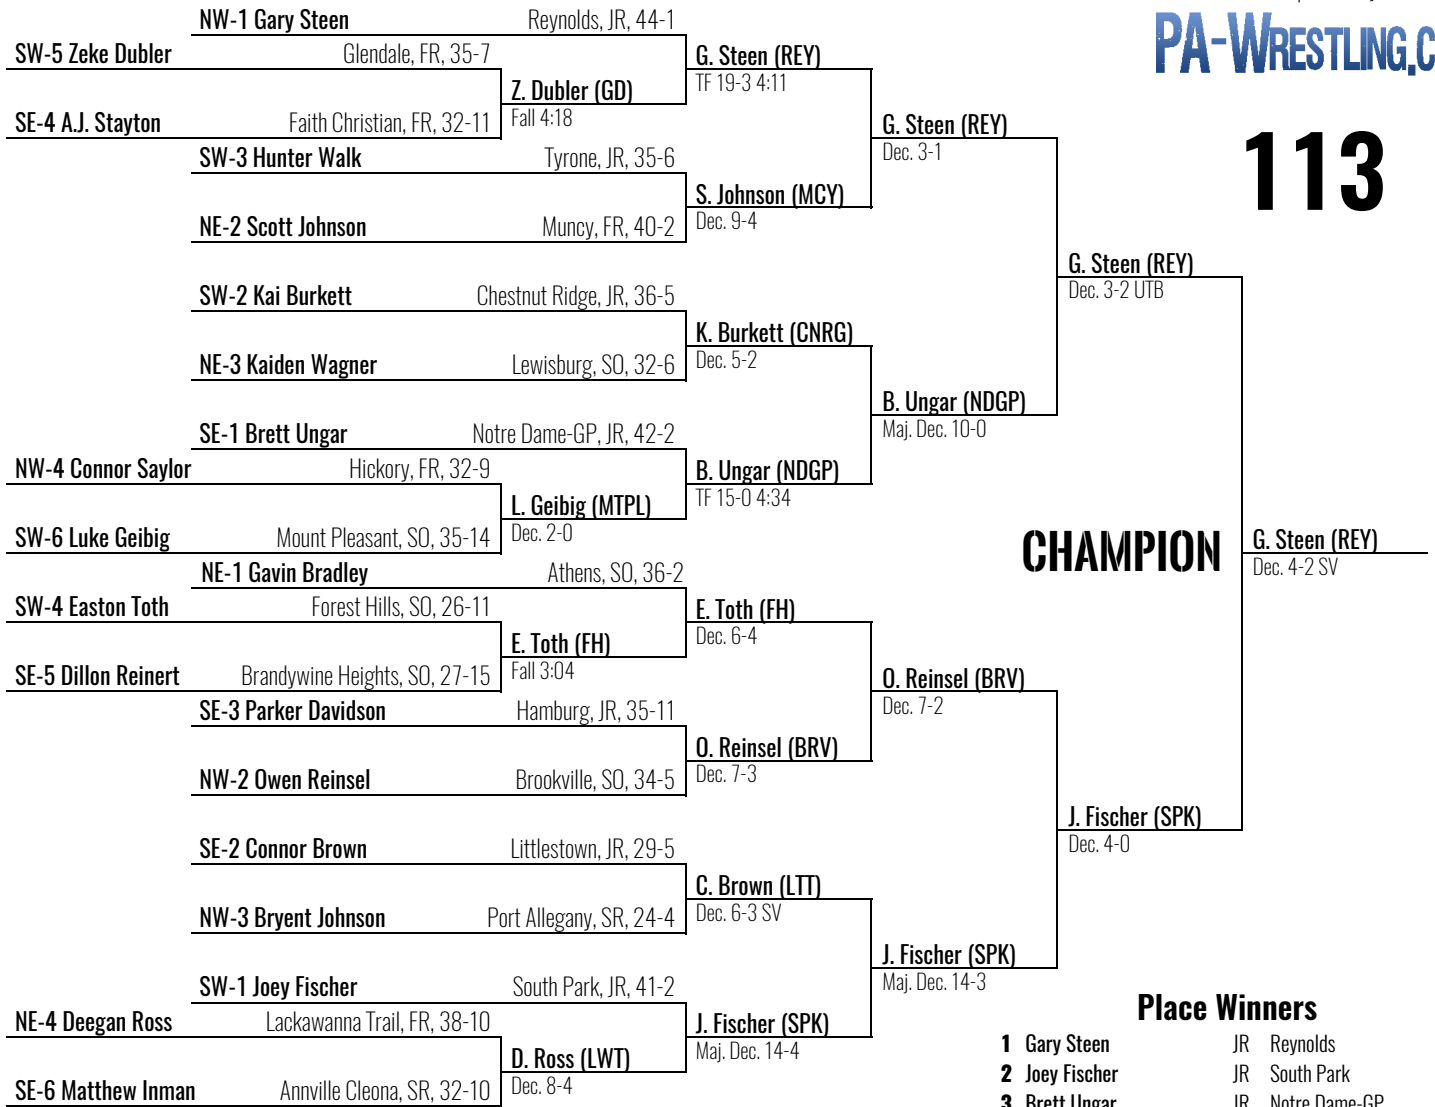 NW-1 Gary Steen Reynolds, JR, 44-1
SW-5 Zeke Dubler Glendale, FR, 35-7
G. Steen (REY)
TF 19-3 4:11
Z. Dubler (GD)
Fall 4:18
SE-4 A.J. Stayton Faith Christian, FR, 32-11
G. Steen (REY)
Dec. 3-1
SW-3 Hunter Walk Tyrone, JR, 35-6
S. Johnson (MCY)
Dec. 9-4
NE-2 Scott Johnson Muncy, FR, 40-2
G. Steen (REY)
Dec. 3-2 UTB
SW-2 Kai Burkett Chestnut Ridge, JR, 36-5
K. Burkett (CNRG)
Dec. 5-2
NE-3 Kaiden Wagner Lewisburg, SO, 32-6
B. Ungar (NDGP)
Maj. Dec. 10-0
SE-1 Brett Ungar Notre Dame-GP, JR, 42-2
NW-4 Connor Saylor Hickory, FR, 32-9
B. Ungar (NDGP)
TF 15-0 4:34
L. Geibig (MTPL)
Dec. 2-0
SW-6 Luke Geibig Mount Pleasant, SO, 35-14
CHAMPION
G. Steen (REY)
Dec. 4-2 SV
NE-1 Gavin Bradley Athens, SO, 36-2
SW-4 Easton Toth Forest Hills, SO, 26-11
E. Toth (FH)
Dec. 6-4
E. Toth (FH)
Fall 3:04
SE-5 Dillon Reinert Brandywine Heights, SO, 27-15
O. Reinsel (BRV)
Dec. 7-2
SE-3 Parker Davidson Hamburg, JR, 35-11
O. Reinsel (BRV)
Dec. 7-3
NW-2 Owen Reinsel Brookville, SO, 34-5
J. Fischer (SPK)
Dec. 4-0
SE-2 Connor Brown Littlestown, JR, 29-5
C. Brown (LTT)
Dec. 6-3 SV
NW-3 Bryent Johnson Port Allegany, SR, 24-4
J. Fischer (SPK)
Maj. Dec. 14-3
SW-1 Joey Fischer South Park, JR, 41-2
NE-4 Deegan Ross Lackawanna Trail, FR, 38-10
J. Fischer (SPK)
Maj. Dec. 14-4
D. Ross (LWT)
Dec. 8-4
SE-6 Matthew Inman Annville Cleona, SR, 32-10
PA-WRESTLING.C
113
Place Winners
1 Gary Steen JR Reynolds
2 Joey Fischer JR South Park
3 Brett Ungar JR Notre Dame-GP